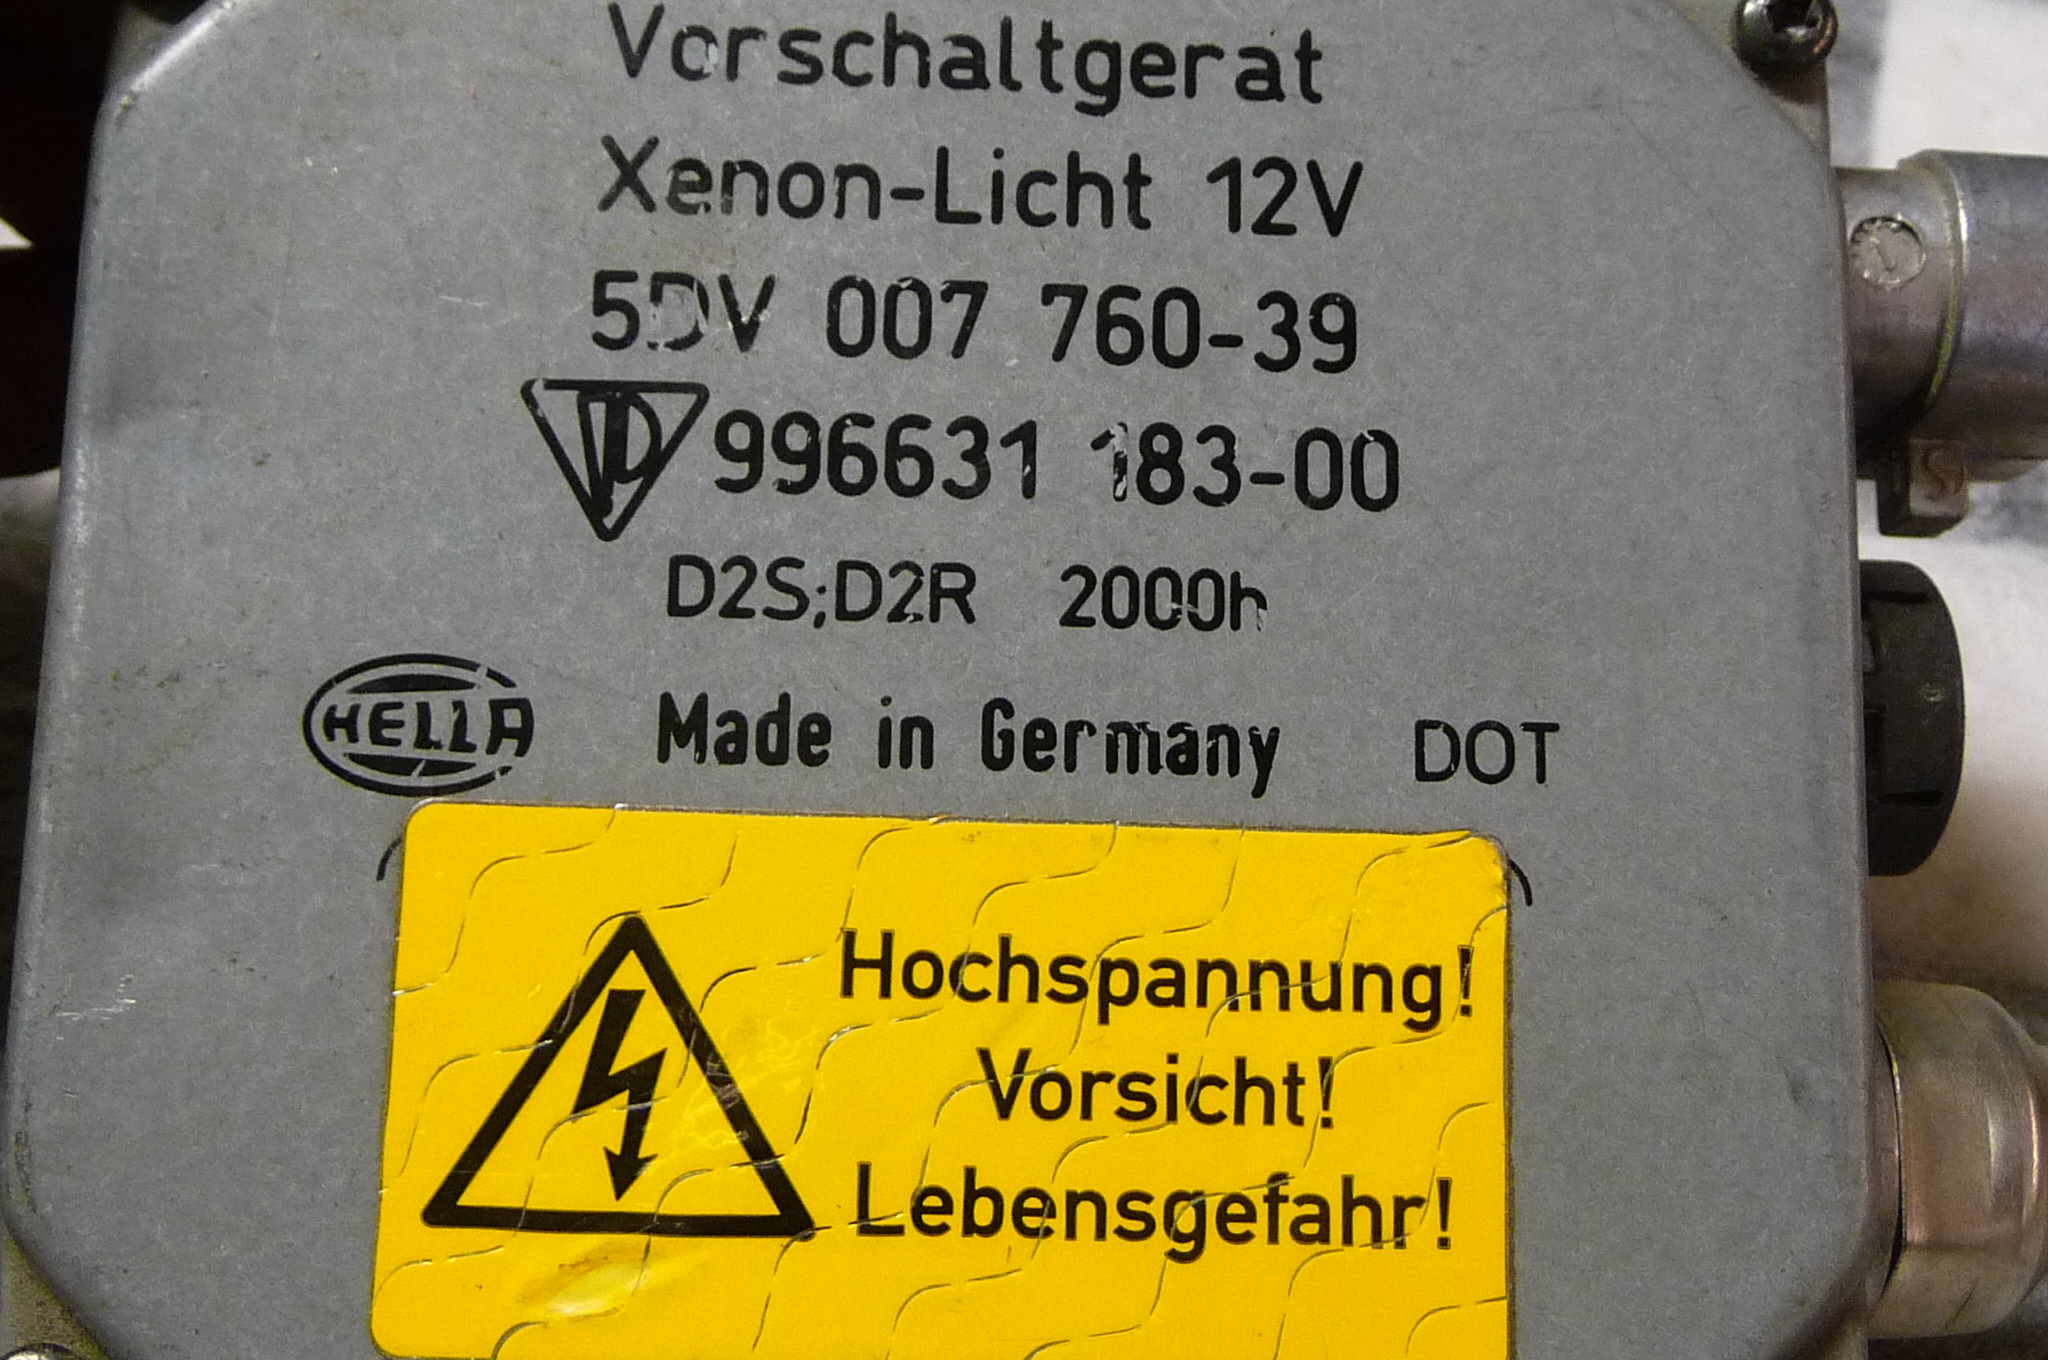 Vorschaltgerat
Xenon-Licht 12V
5DV 007 760-39
996631 183-00
D2S;D2R 2000h
HELLA Made in Germany DOT
Hochspannung!
Vorsicht!
Lebensgefahr!